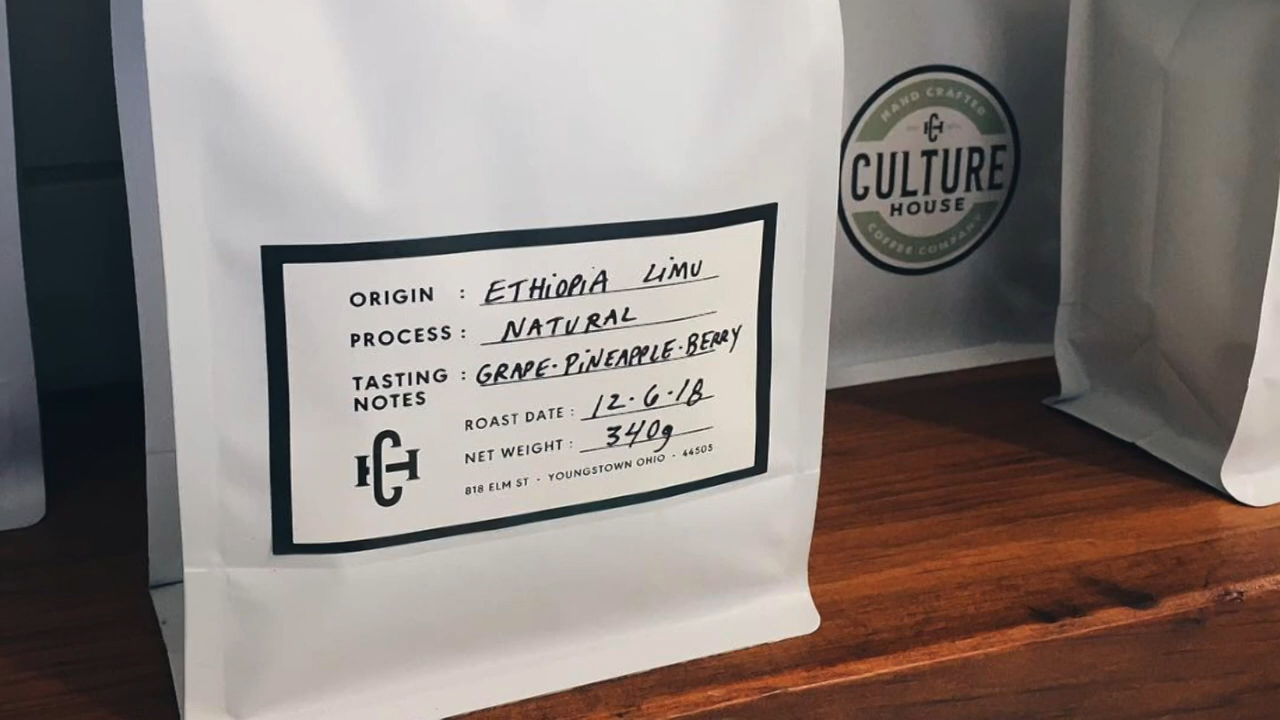 ORIGIN : ETHIOPIA LIMU
PROCESS : NATURAL
TASTING NOTES : GRAPE·PINEAPPLE·BERRY
ROAST DATE : 12·6·18
NET WEIGHT : 340g
818 ELM ST · YOUNGSTOWN OHIO · 44505
HAND CRAFTED
CULTURE
HOUSE
COFFEE COMPANY